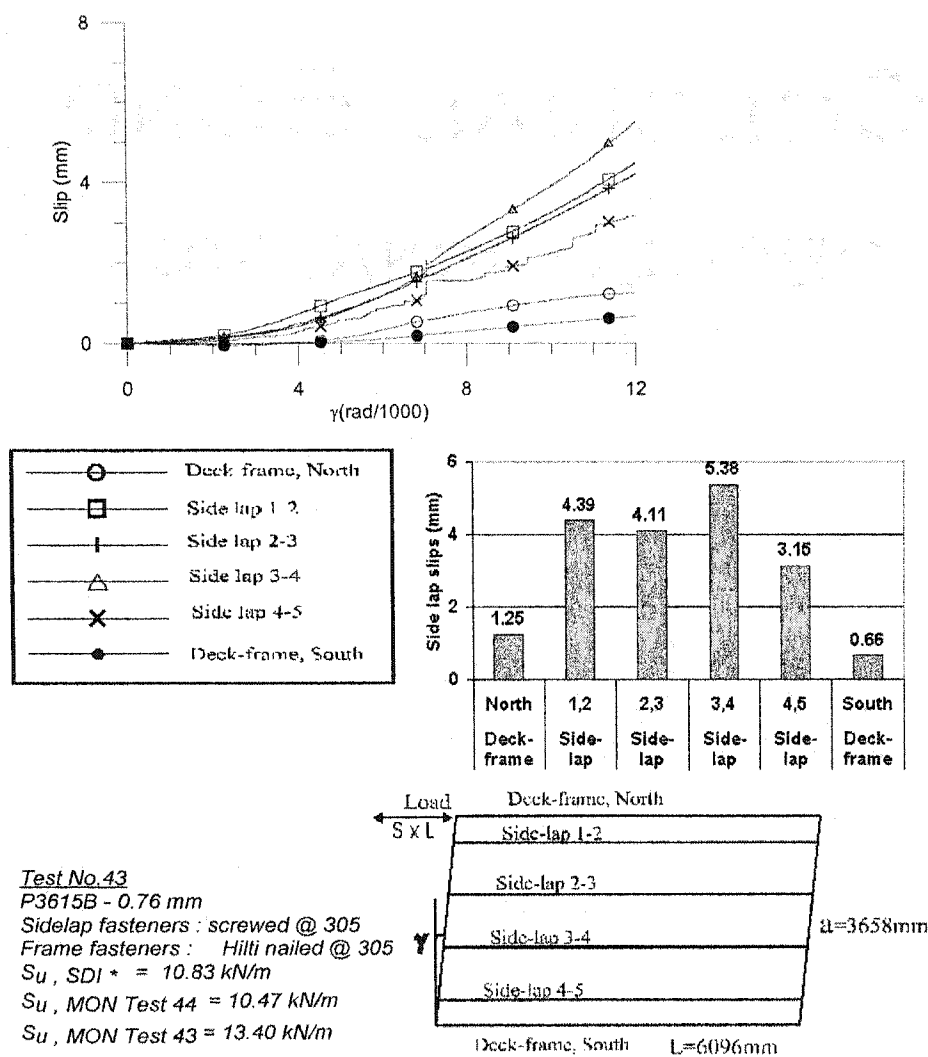 8
4
0
Slip (mm)
0 4 8 12
γ(rad/1000)
Deck-frame, North
Side lap 1-2
Side lap 2-3
Side lap 3-4
Side lap 4-5
Deck-frame, South
Side lap slips (mm)
6
4
2
0
1.25 4.39 4.11 5.38 3.15 0.66
North 1,2 2,3 3,4 4,5 South
Deck- Side- Side- Side- Side- Deck-
frame lap lap lap lap frame
Load
S x L
Deck-frame, North
Side-lap 1-2
Side-lap 2-3
γ
Side-lap 3-4
a=3658mm
Side-lap 4-5
Deck-frame, South L=6096mm
Test No.43
P3615B - 0.76 mm
Sidelap fasteners : screwed @ 305
Frame fasteners : Hilti nailed @ 305
Su , SDI * = 10.83 kN/m
Su , MON Test 44 = 10.47 kN/m
Su , MON Test 43 = 13.40 kN/m